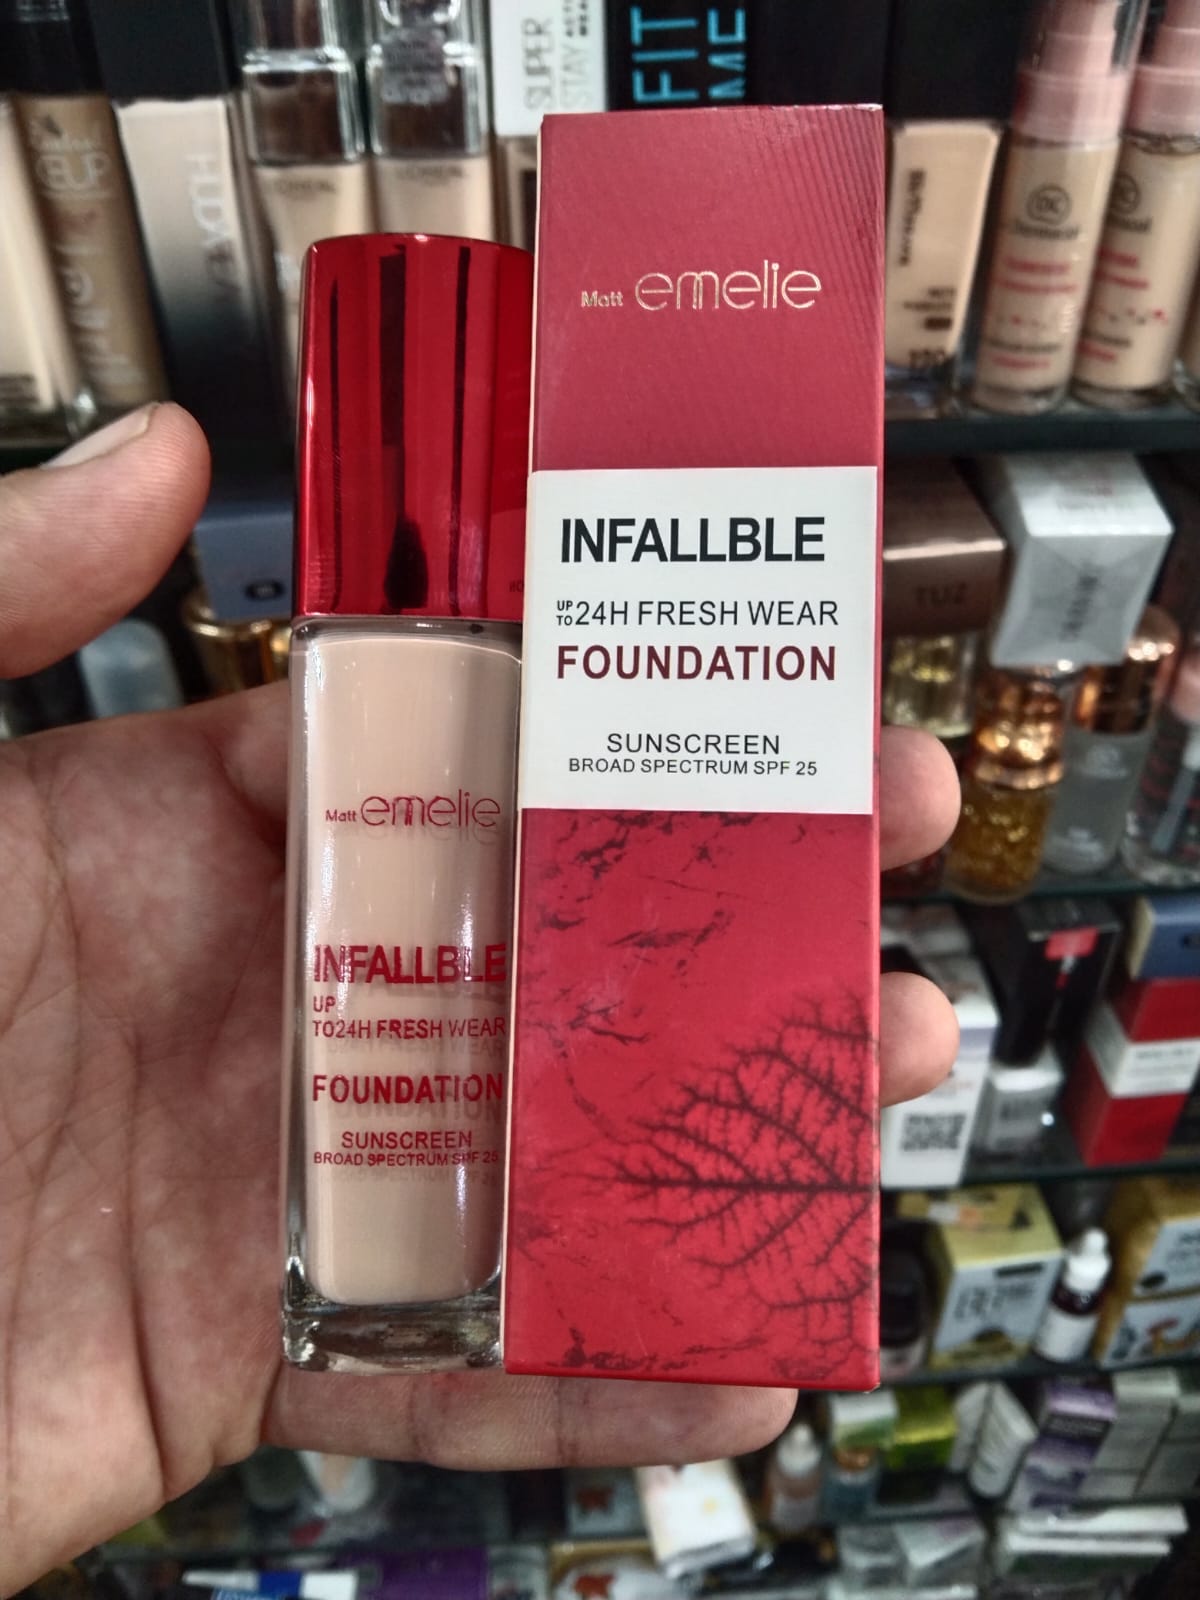 SUPER
STAY
FIT
ME
Matt emelie
INFALLBLE
UP TO 24H FRESH WEAR
FOUNDATION
SUNSCREEN
BROAD SPECTRUM SPF 25
Matt emelie
INFALLBLE
UP
TO24H FRESH WEAR
FOUNDATION
SUNSCREEN
BROAD SPECTRUM SPF 25
TUZ